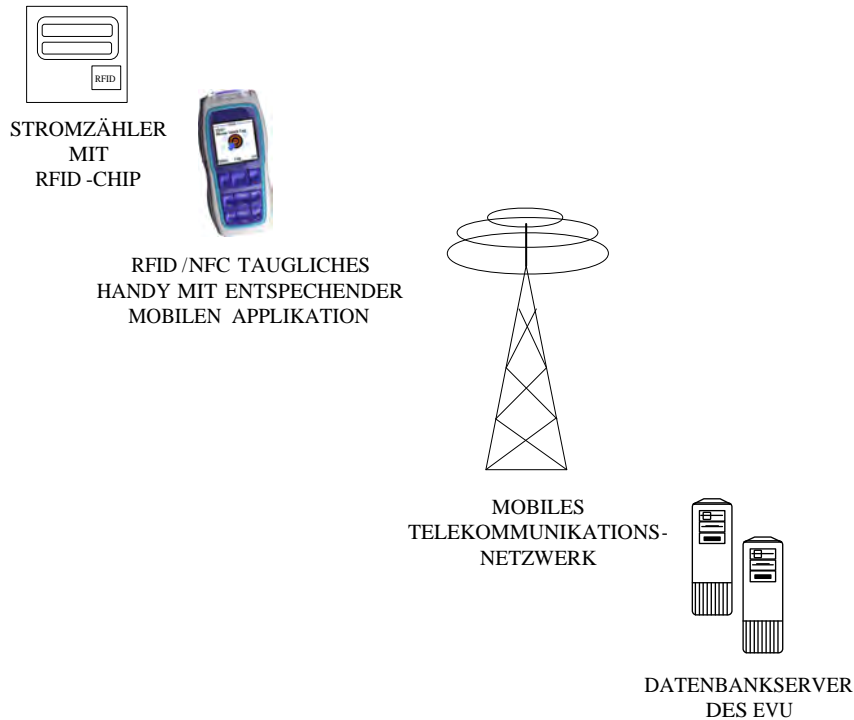 RFID
STROMZÄHLER
MIT
RFID -CHIP
RFID /NFC TAUGLICHES
HANDY MIT ENTSPECHENDER
MOBILEN APPLIKATION
MOBILES
TELEKOMMUNIKATIONS-
NETZWERK
DATENBANKSERVER
DES EVU